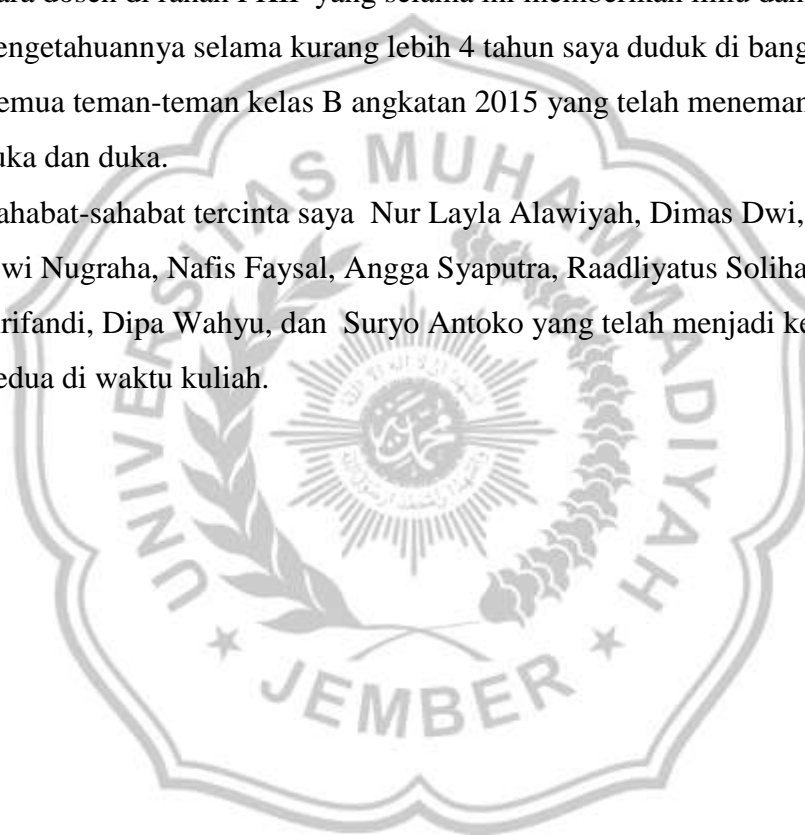 ara dosen di ranah FKIP yang selama ini memberikan ilmu dan
engetahuannya selama kurang lebih 4 tahun saya duduk di bang
emua teman-teman kelas B angkatan 2015 yang telah meneman
uka dan duka.
ahabat-sahabat tercinta saya Nur Layla Alawiyah, Dimas Dwi,
wi Nugraha, Nafis Faysal, Angga Syaputra, Raadliyatus Soliha
rifandi, Dipa Wahyu, dan Suryo Antoko yang telah menjadi ke
edua di waktu kuliah.
UNIVERSITAS MUHAMMADIYAH
JEMBER